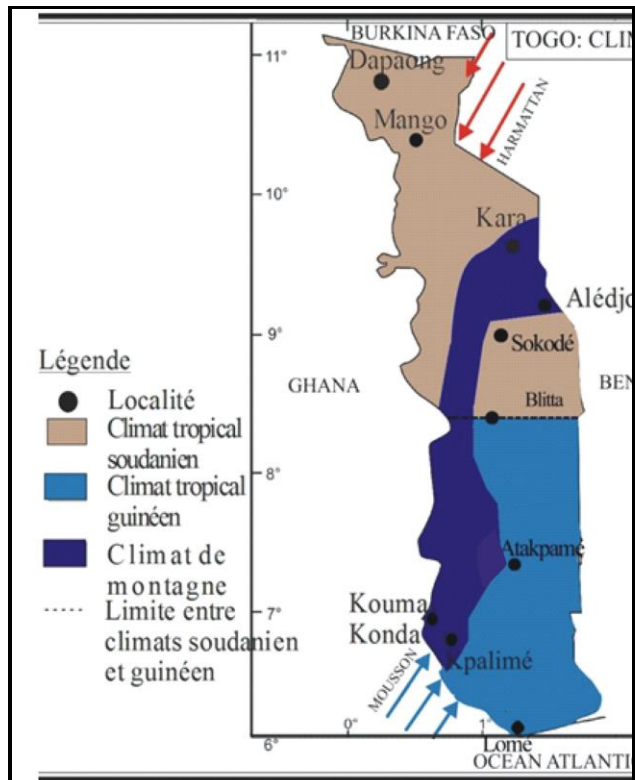 BURKINA FASO
TOGO: CLI
11°
Dapaong
Mango
HARMATTAN
10°
Kara
Alédjo
9°
Sokodé
Légende
GHANA
BEN
Localité
Blitta
Climat tropical
soudanien
8°
Climat tropical
guinéen
Climat de
montagne
Atakpamé
Limite entre
climats soudanien
et guinéen
7°
Kouma
Konda
Kpalimé
MOUSSON
6°
0°
1°
Lomé
OCEAN ATLANTI